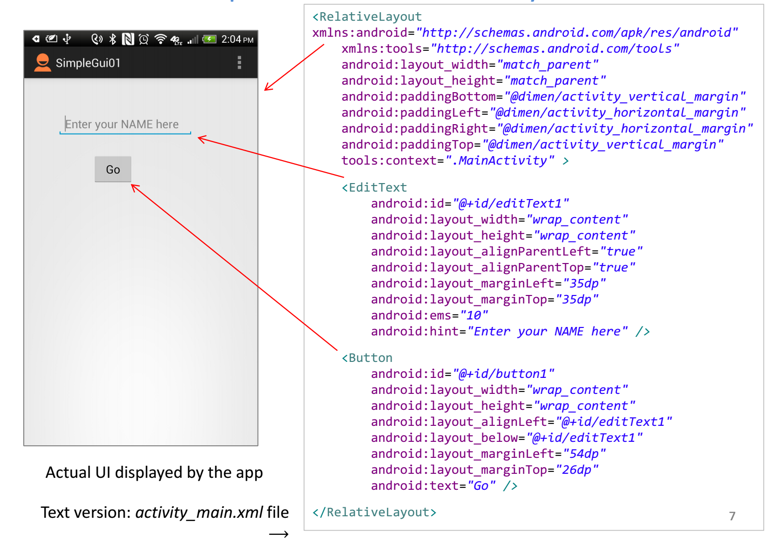 2:04 PM
SimpleGui01
Enter your NAME here
Go
Actual UI displayed by the app
Text version: activity_main.xml file
→
<RelativeLayout
xmlns:android="http://schemas.android.com/apk/res/android"
xmlns:tools="http://schemas.android.com/tools"
android:layout_width="match_parent"
android:layout_height="match_parent"
android:paddingBottom="@dimen/activity_vertical_margin"
android:paddingLeft="@dimen/activity_horizontal_margin"
android:paddingRight="@dimen/activity_horizontal_margin"
android:paddingTop="@dimen/activity_vertical_margin"
tools:context=".MainActivity" >
<EditText
android:id="@+id/editText1"
android:layout_width="wrap_content"
android:layout_height="wrap_content"
android:layout_alignParentLeft="true"
android:layout_alignParentTop="true"
android:layout_marginLeft="35dp"
android:layout_marginTop="35dp"
android:ems="10"
android:hint="Enter your NAME here" />
<Button
android:id="@+id/button1"
android:layout_width="wrap_content"
android:layout_height="wrap_content"
android:layout_alignLeft="@+id/editText1"
android:layout_below="@+id/editText1"
android:layout_marginLeft="54dp"
android:layout_marginTop="26dp"
android:text="Go" />
</RelativeLayout>
7